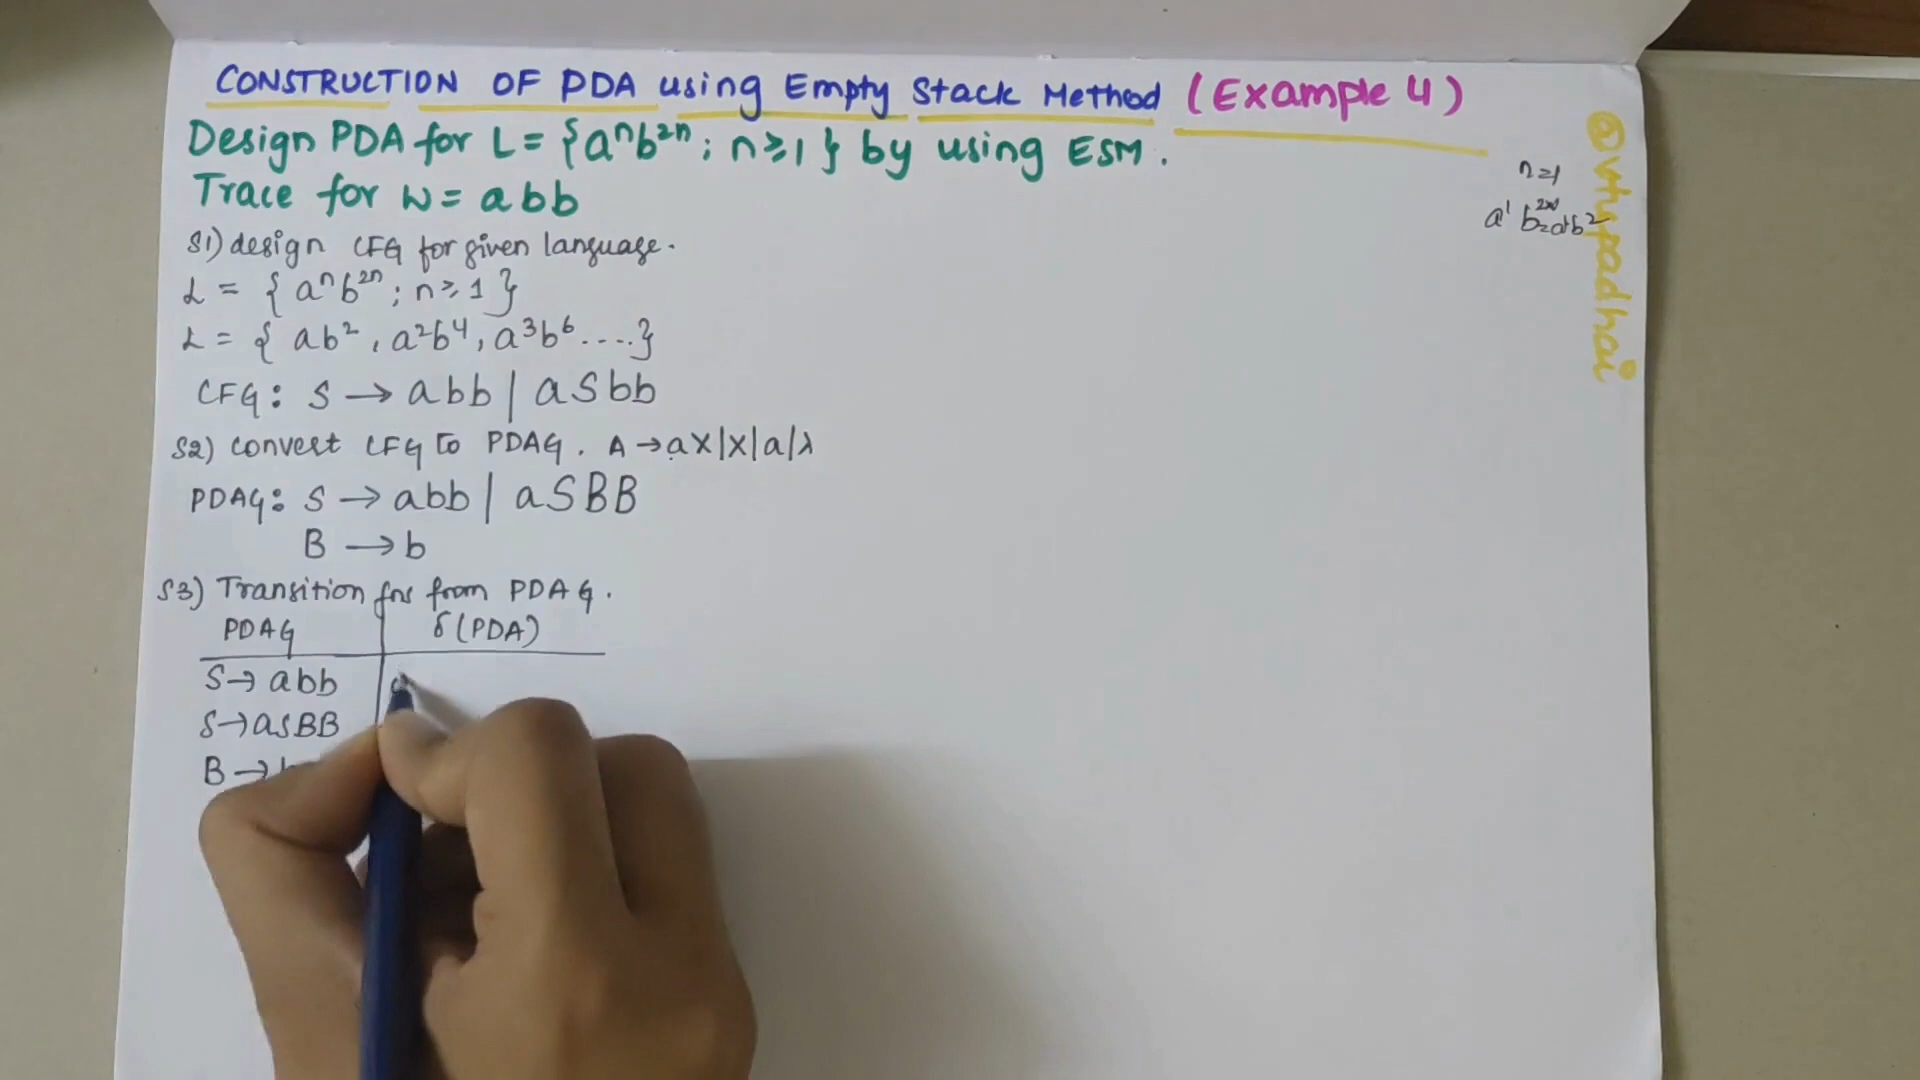 CONSTRUCTION OF PDA using Empty Stack Method (Example 4)
Design PDA for L = {aⁿb²ⁿ ; n≥1} by using ESM.
Trace for W = abb
S1) design CFG for given language.
L = {aⁿb²ⁿ ; n≥1}
L = {ab², a²b⁴, a³b⁶ ....}
CFG: S → abb | aSbb
S2) Convert CFG to PDAG. A → aX|X|a|λ
PDAG: S → abb | aSBB
B → b
S3) Transition fns from PDAG.
PDAG | δ(PDA)
S → abb
S → aSBB
B →
n=1
@vtupadhai